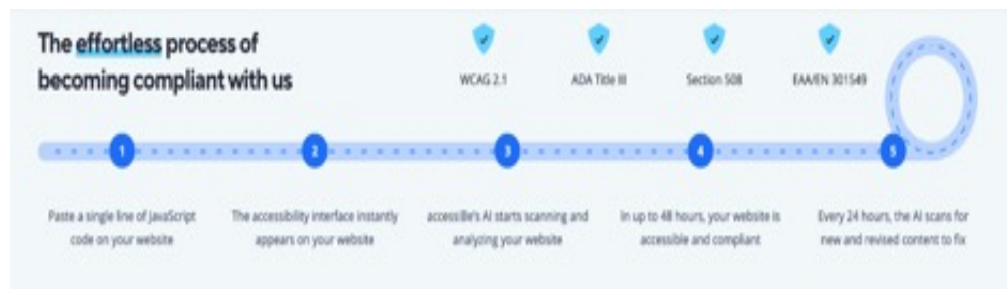 The effortless process of
becoming compliant with us
WCAG 2.1
ADA Title III
Section 508
EAA/EN 301549
1
2
3
4
5
Paste a single line of JavaScript
code on your website
The accessibility interface instantly
appears on your website
accessiBe's AI starts scanning and
analyzing your website
In up to 48 hours, your website is
accessible and compliant
Every 24 hours, the AI scans for
new and revised content to fix